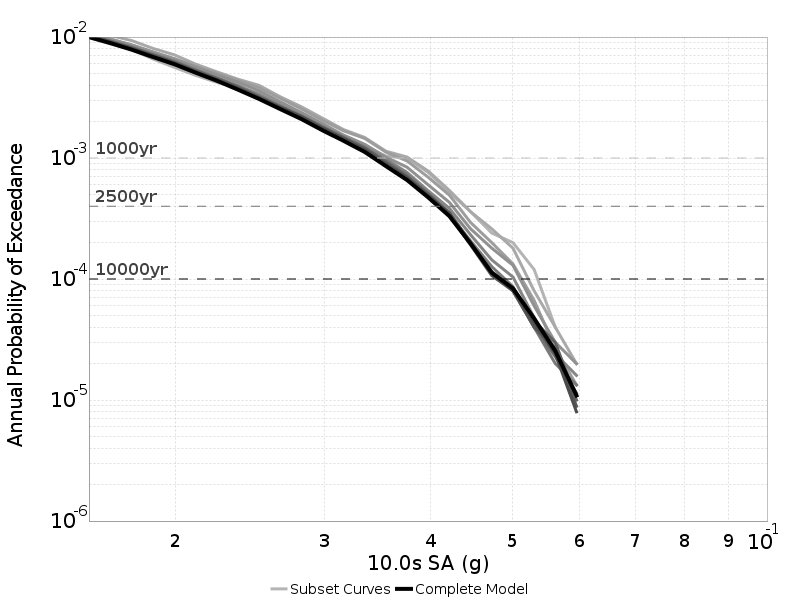 10-2
1000yr
10-3
2500yr
10000yr
10-4
10-5
10-6
Annual Probability of Exceedance
2 3 4 5 6 7 8 9 10-1
10.0s SA (g)
Subset Curves Complete Model